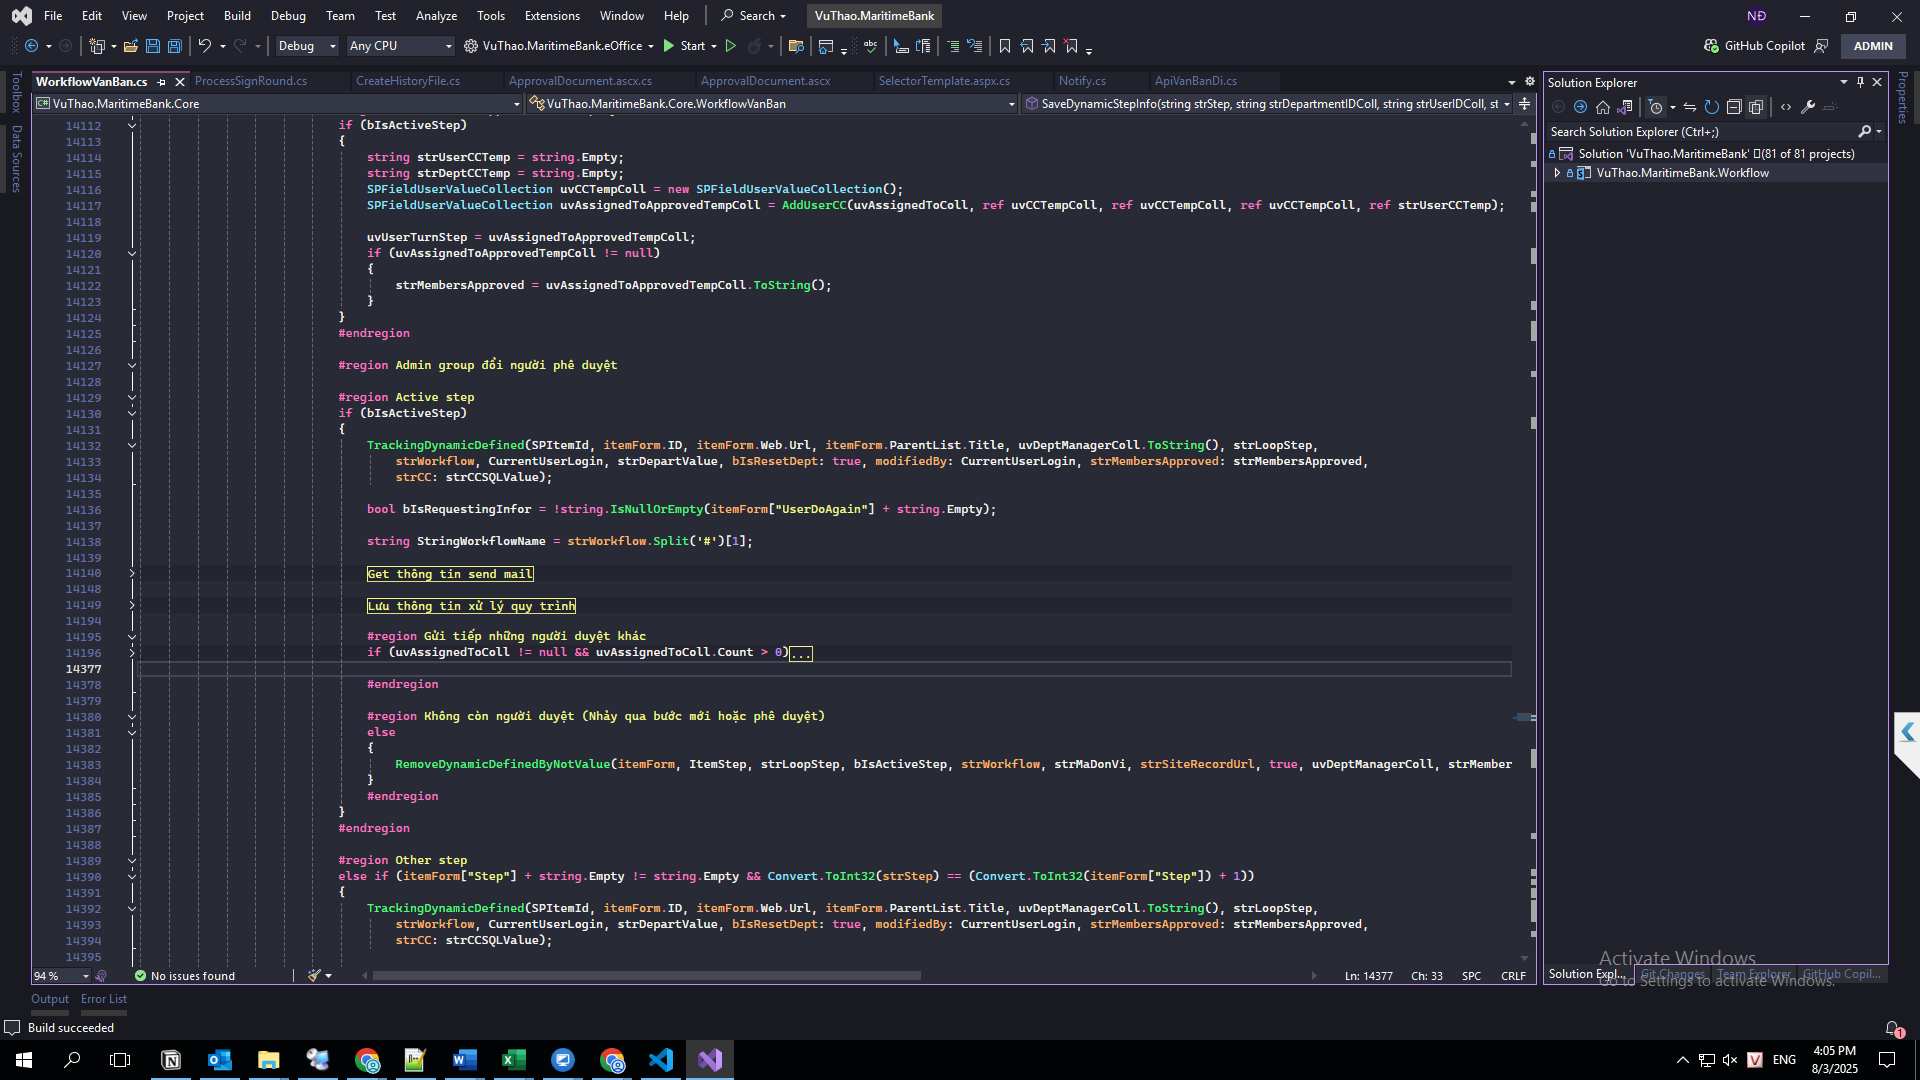 File Edit View Project Build Debug Team Test Analyze Tools Extensions Window Help Search VuThao.MaritimeBank NĐ
Debug Any CPU VuThao.MaritimeBank.eOffice Start GitHub Copilot ADMIN
WorkflowVanBan.cs ProcessSignRound.cs CreateHistoryFile.cs ApprovalDocument.ascx.cs ApprovalDocument.ascx SelectorTemplate.aspx.cs Notify.cs ApiVanBanDi.cs
VuThao.MaritimeBank.Core VuThao.MaritimeBank.Core.WorkflowVanBan SaveDynamicStepInfo(string strStep, string strDepartmentIDColl, string strUserIDColl, st
Toolbox
Data Sources
14112 if (bIsActiveStep)
14113 {
14114 string strUserCCTemp = string.Empty;
14115 string strDeptCCTemp = string.Empty;
14116 SPFieldUserValueCollection uvCCTempColl = new SPFieldUserValueCollection();
14117 SPFieldUserValueCollection uvAssignedToApprovedTempColl = AddUserCC(uvAssignedToColl, ref uvCCTempColl, ref uvCCTempColl, ref uvCCTempColl, ref strUserCCTemp);
14118
14119 uvUserTurnStep = uvAssignedToApprovedTempColl;
14120 if (uvAssignedToApprovedTempColl != null)
14121 {
14122 strMembersApproved = uvAssignedToApprovedTempColl.ToString();
14123 }
14124 }
14125 #endregion
14126
14127 #region Admin group đổi người phê duyệt
14128
14129 #region Active step
14130 if (bIsActiveStep)
14131 {
14132 TrackingDynamicDefined(SPItemId, itemForm.ID, itemForm.Web.Url, itemForm.ParentList.Title, uvDeptManagerColl.ToString(), strLoopStep,
14133 strWorkflow, CurrentUserLogin, strDepartValue, bIsResetDept: true, modifiedBy: CurrentUserLogin, strMembersApproved: strMembersApproved,
14134 strCC: strCCSQLValue);
14135
14136 bool bIsRequestingInfor = !string.IsNullOrEmpty(itemForm["UserDoAgain"] + string.Empty);
14137
14138 string StringWorkflowName = strWorkflow.Split('#')[1];
14139
14140 Get thông tin send mail
14148
14149 Lưu thông tin xử lý quy trình
14194
14195 #region Gửi tiếp những người duyệt khác
14196 if (uvAssignedToColl != null && uvAssignedToColl.Count > 0)...
14377
14378 #endregion
14379
14380 #region Không còn người duyệt (Nhảy qua bước mới hoặc phê duyệt)
14381 else
14382 {
14383 RemoveDynamicDefinedByNotValue(itemForm, ItemStep, strLoopStep, bIsActiveStep, strWorkflow, strMaDonVi, strSiteRecordUrl, true, uvDeptManagerColl, strMember
14384 }
14385 #endregion
14386 }
14387 #endregion
14388
14389 #region Other step
14390 else if (itemForm["Step"] + string.Empty != string.Empty && Convert.ToInt32(strStep) == (Convert.ToInt32(itemForm["Step"]) + 1))
14391 {
14392 TrackingDynamicDefined(SPItemId, itemForm.ID, itemForm.Web.Url, itemForm.ParentList.Title, uvDeptManagerColl.ToString(), strLoopStep,
14393 strWorkflow, CurrentUserLogin, strDepartValue, bIsResetDept: true, modifiedBy: CurrentUserLogin, strMembersApproved: strMembersApproved,
14394 strCC: strCCSQLValue);
14395
94 % No issues found Ln: 14377 Ch: 33 SPC CRLF
Solution Explorer
Search Solution Explorer (Ctrl+;)
Solution 'VuThao.MaritimeBank' (81 of 81 projects)
VuThao.MaritimeBank.Workflow
Properties
Activate Windows
Go to Settings to activate Windows.
Solution Expl... Git Changes Team Explorer GitHub Copil...
Output Error List
Build succeeded
1
ENG 4:05 PM
8/3/2025